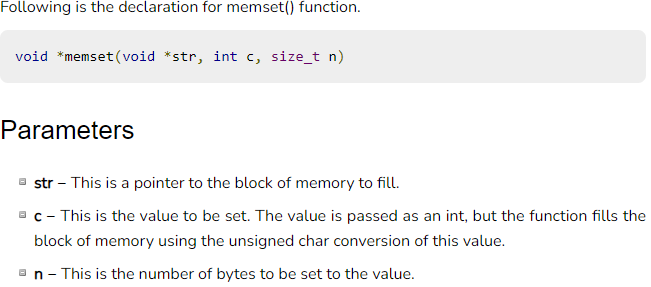 Following is the declaration for memset() function.
void *memset(void *str, int c, size_t n)
Parameters
str – This is a pointer to the block of memory to fill.
c – This is the value to be set. The value is passed as an int, but the function fills the
block of memory using the unsigned char conversion of this value.
n – This is the number of bytes to be set to the value.